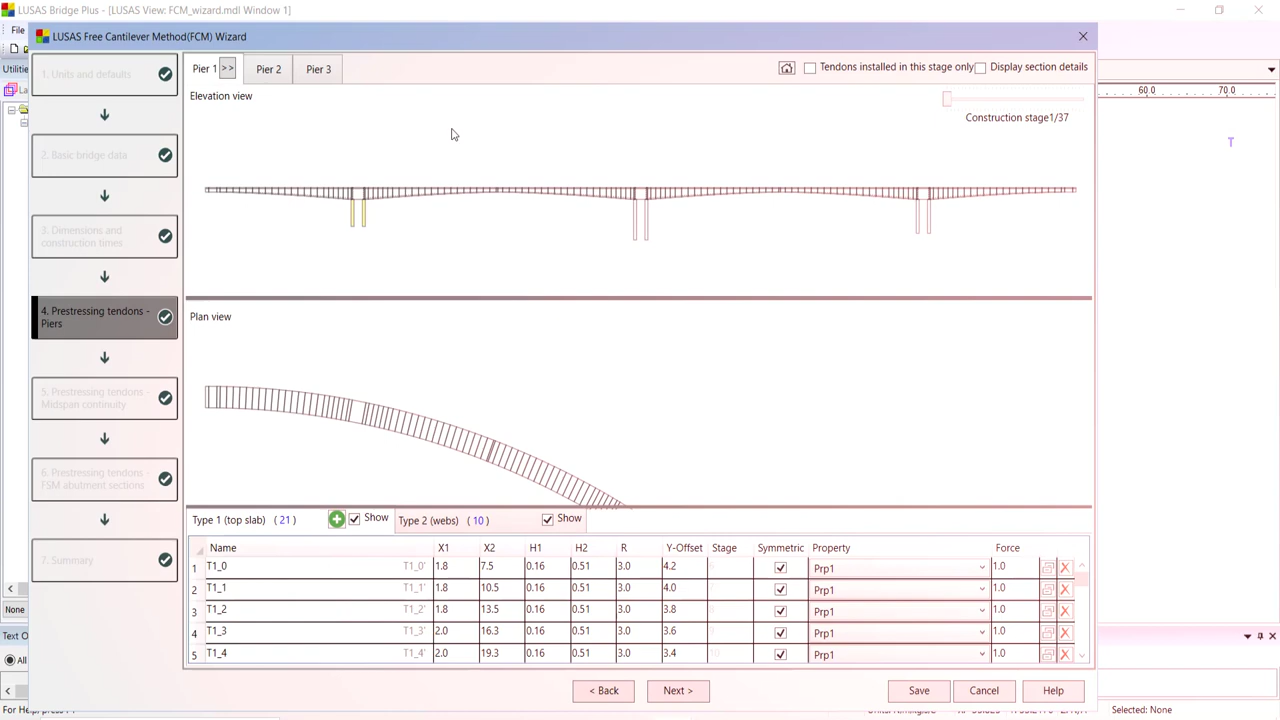 LUSAS Bridge Plus - [LUSAS View: FCM_wizard.mdl Window 1]
File
LUSAS Free Cantilever Method(FCM) Wizard
Utilities
La
None
Text O
All
1. Units and defaults
2. Basic bridge data
3. Dimensions and
construction times
4. Prestressing tendons -
Piers
5. Prestressing tendons -
Midspan continuity
6. Prestressing tendons -
FSM abutment sections
7. Summary
Pier 1 >> Pier 2 Pier 3
Tendons installed in this stage only Display section details
Elevation view
Construction stage1/37
60.0 70.0
T
Plan view
Type 1 (top slab) ( 21 ) Show Type 2 (webs) ( 10 ) Show
Name X1 X2 H1 H2 R Y-Offset Stage Symmetric Property Force
1 T1_0 T1_0' 1.8 7.5 0.16 0.51 3.0 4.2 Prp1 1.0
2 T1_1 T1_1' 1.8 10.5 0.16 0.51 3.0 4.0 Prp1 1.0
3 T1_2 T1_2' 1.8 13.5 0.16 0.51 3.0 3.8 Prp1 1.0
4 T1_3 T1_3' 2.0 16.3 0.16 0.51 3.0 3.6 Prp1 1.0
5 T1_4 T1_4' 2.0 19.3 0.16 0.51 3.0 3.4 10 Prp1 1.0
< Back Next > Save Cancel Help
Selected: None